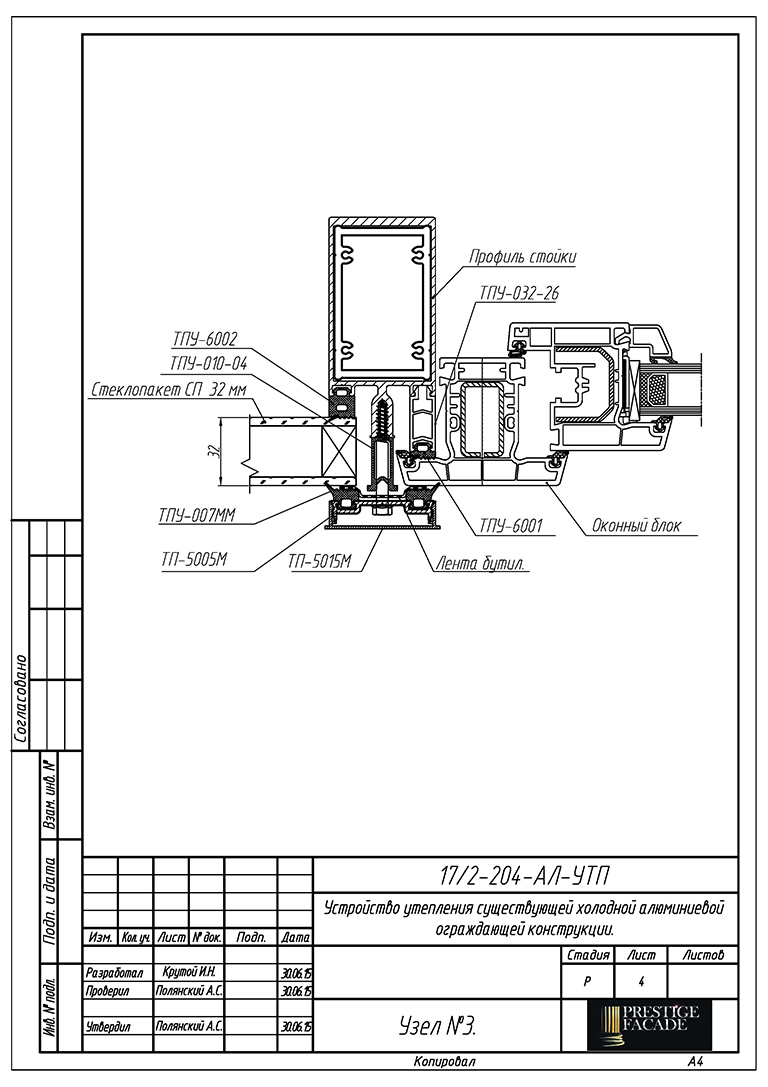 Профиль стойки
ТПУ-032-26
ТПУ-6002
ТПУ-010-04
Стеклопакет СП 32 мм
32
ТПУ-007ММ
ТПУ-6001
Оконный блок
ТП-5005М
ТП-5015М
Лента бутил.
Согласовано
Взам. инв. №
Подп. и дата
Инв. № подл.
17/2-204-АЛ-УТП
Устройство утепления существующей холодной алюминиевой
ограждающей конструкции.
Изм. Кол. уч. Лист № док. Подп. Дата
Стадия Лист Листов
Р 4
Разработал Крутой И.Н. 30.06.15
Проверил Полянский А.С. 30.06.15
Утвердил Полянский А.С. 30.06.15
Узел №3.
PRESTIGE
FACADE
Копировал А4